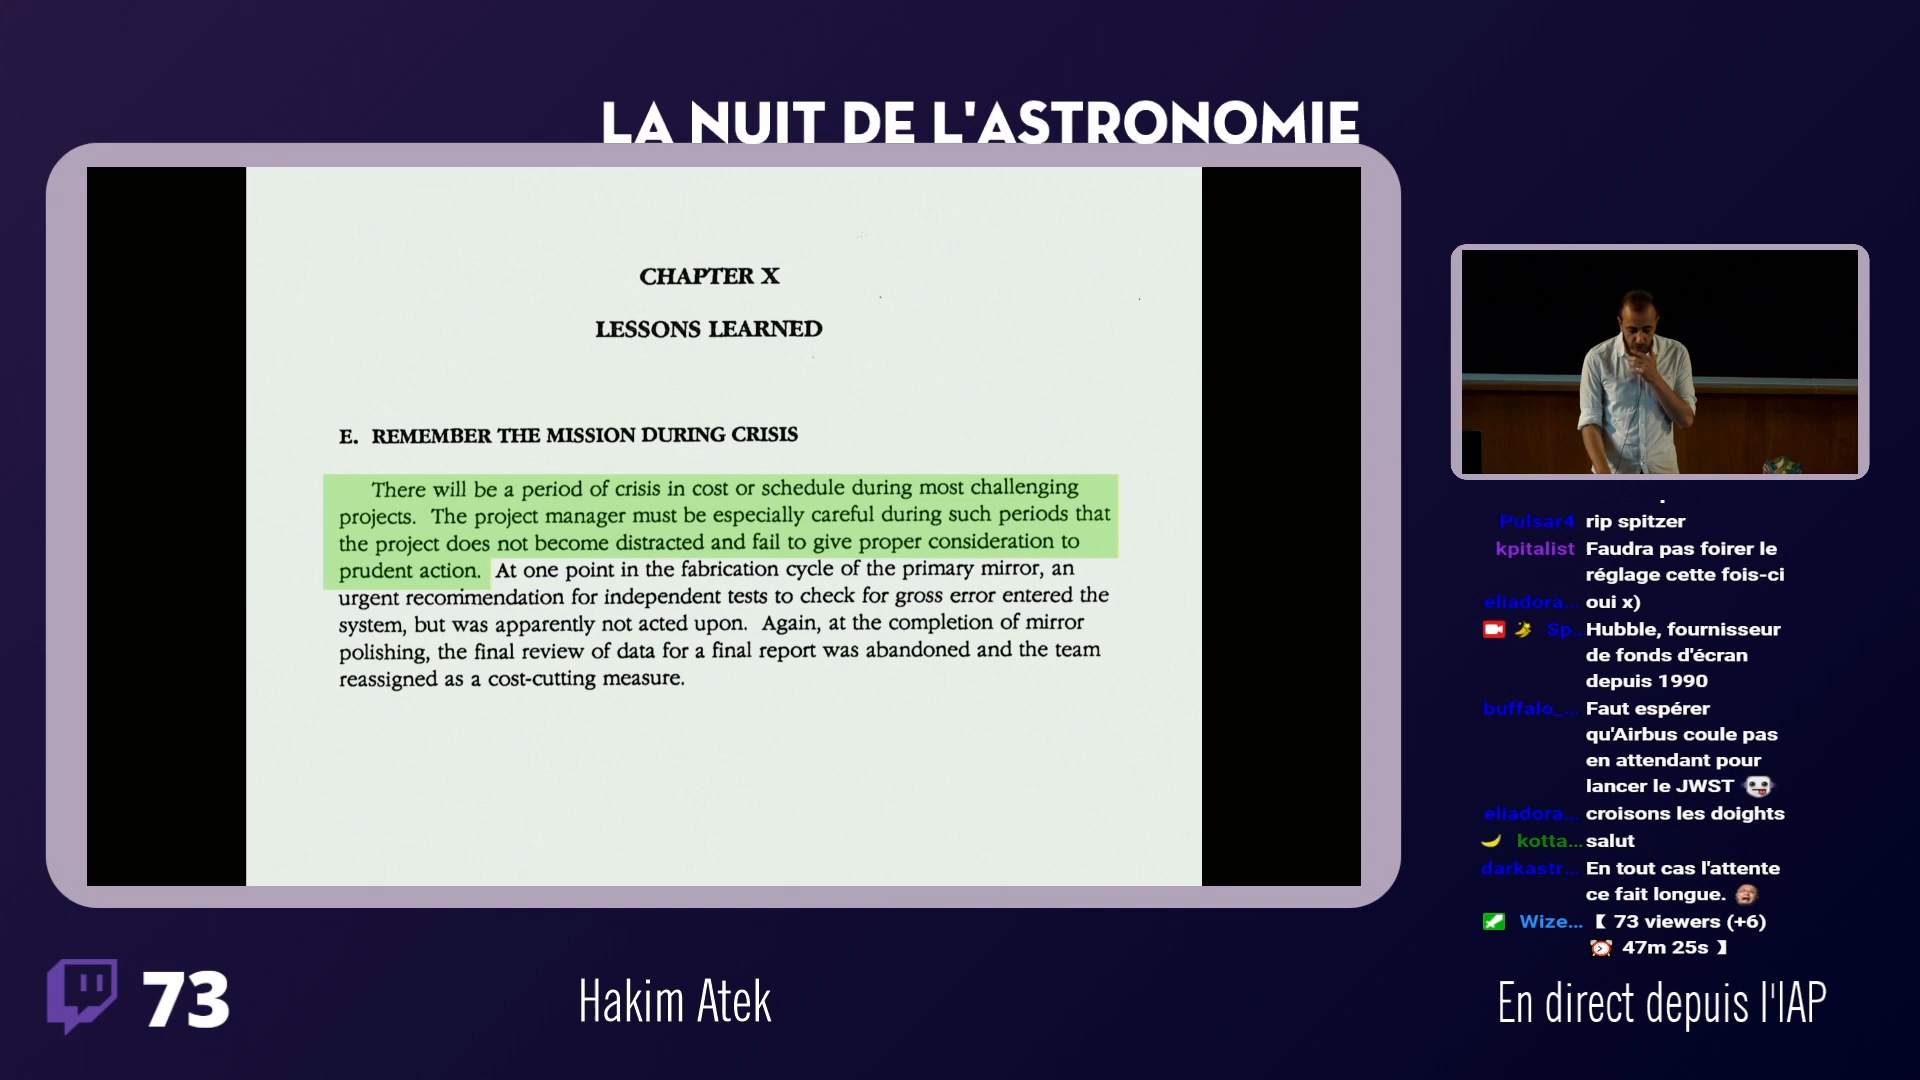 LA NUIT DE L'ASTRONOMIE
CHAPTER X
LESSONS LEARNED
E. REMEMBER THE MISSION DURING CRISIS
There will be a period of crisis in cost or schedule during most challenging
projects. The project manager must be especially careful during such periods that
the project does not become distracted and fail to give proper consideration to
prudent action. At one point in the fabrication cycle of the primary mirror, an
urgent recommendation for independent tests to check for gross error entered the
system, but was apparently not acted upon. Again, at the completion of mirror
polishing, the final review of data for a final report was abandoned and the team
reassigned as a cost-cutting measure.
Pulsar4 rip spitzer
kpitalist Faudra pas foirer le
réglage cette fois-ci
eliadora... oui x)
Sp... Hubble, fournisseur
de fonds d'écran
depuis 1990
buffalo_... Faut espérer
qu'Airbus coule pas
en attendant pour
lancer le JWST
eliadora... croisons les doights
kotta... salut
darkastr... En tout cas l'attente
ce fait longue.
Wize... 【 73 viewers (+6)
47m 25s 】
73
Hakim Atek
En direct depuis l'IAP